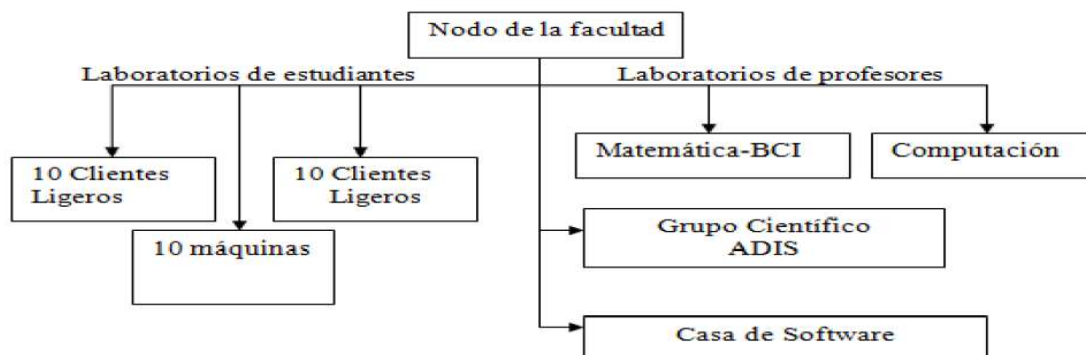 Nodo de la facultad
Laboratorios de estudiantes
Laboratorios de profesores
10 Clientes
Ligeros
10 Clientes
Ligeros
10 máquinas
Matemática-BCI
Computación
Grupo Científico
ADIS
Casa de Software